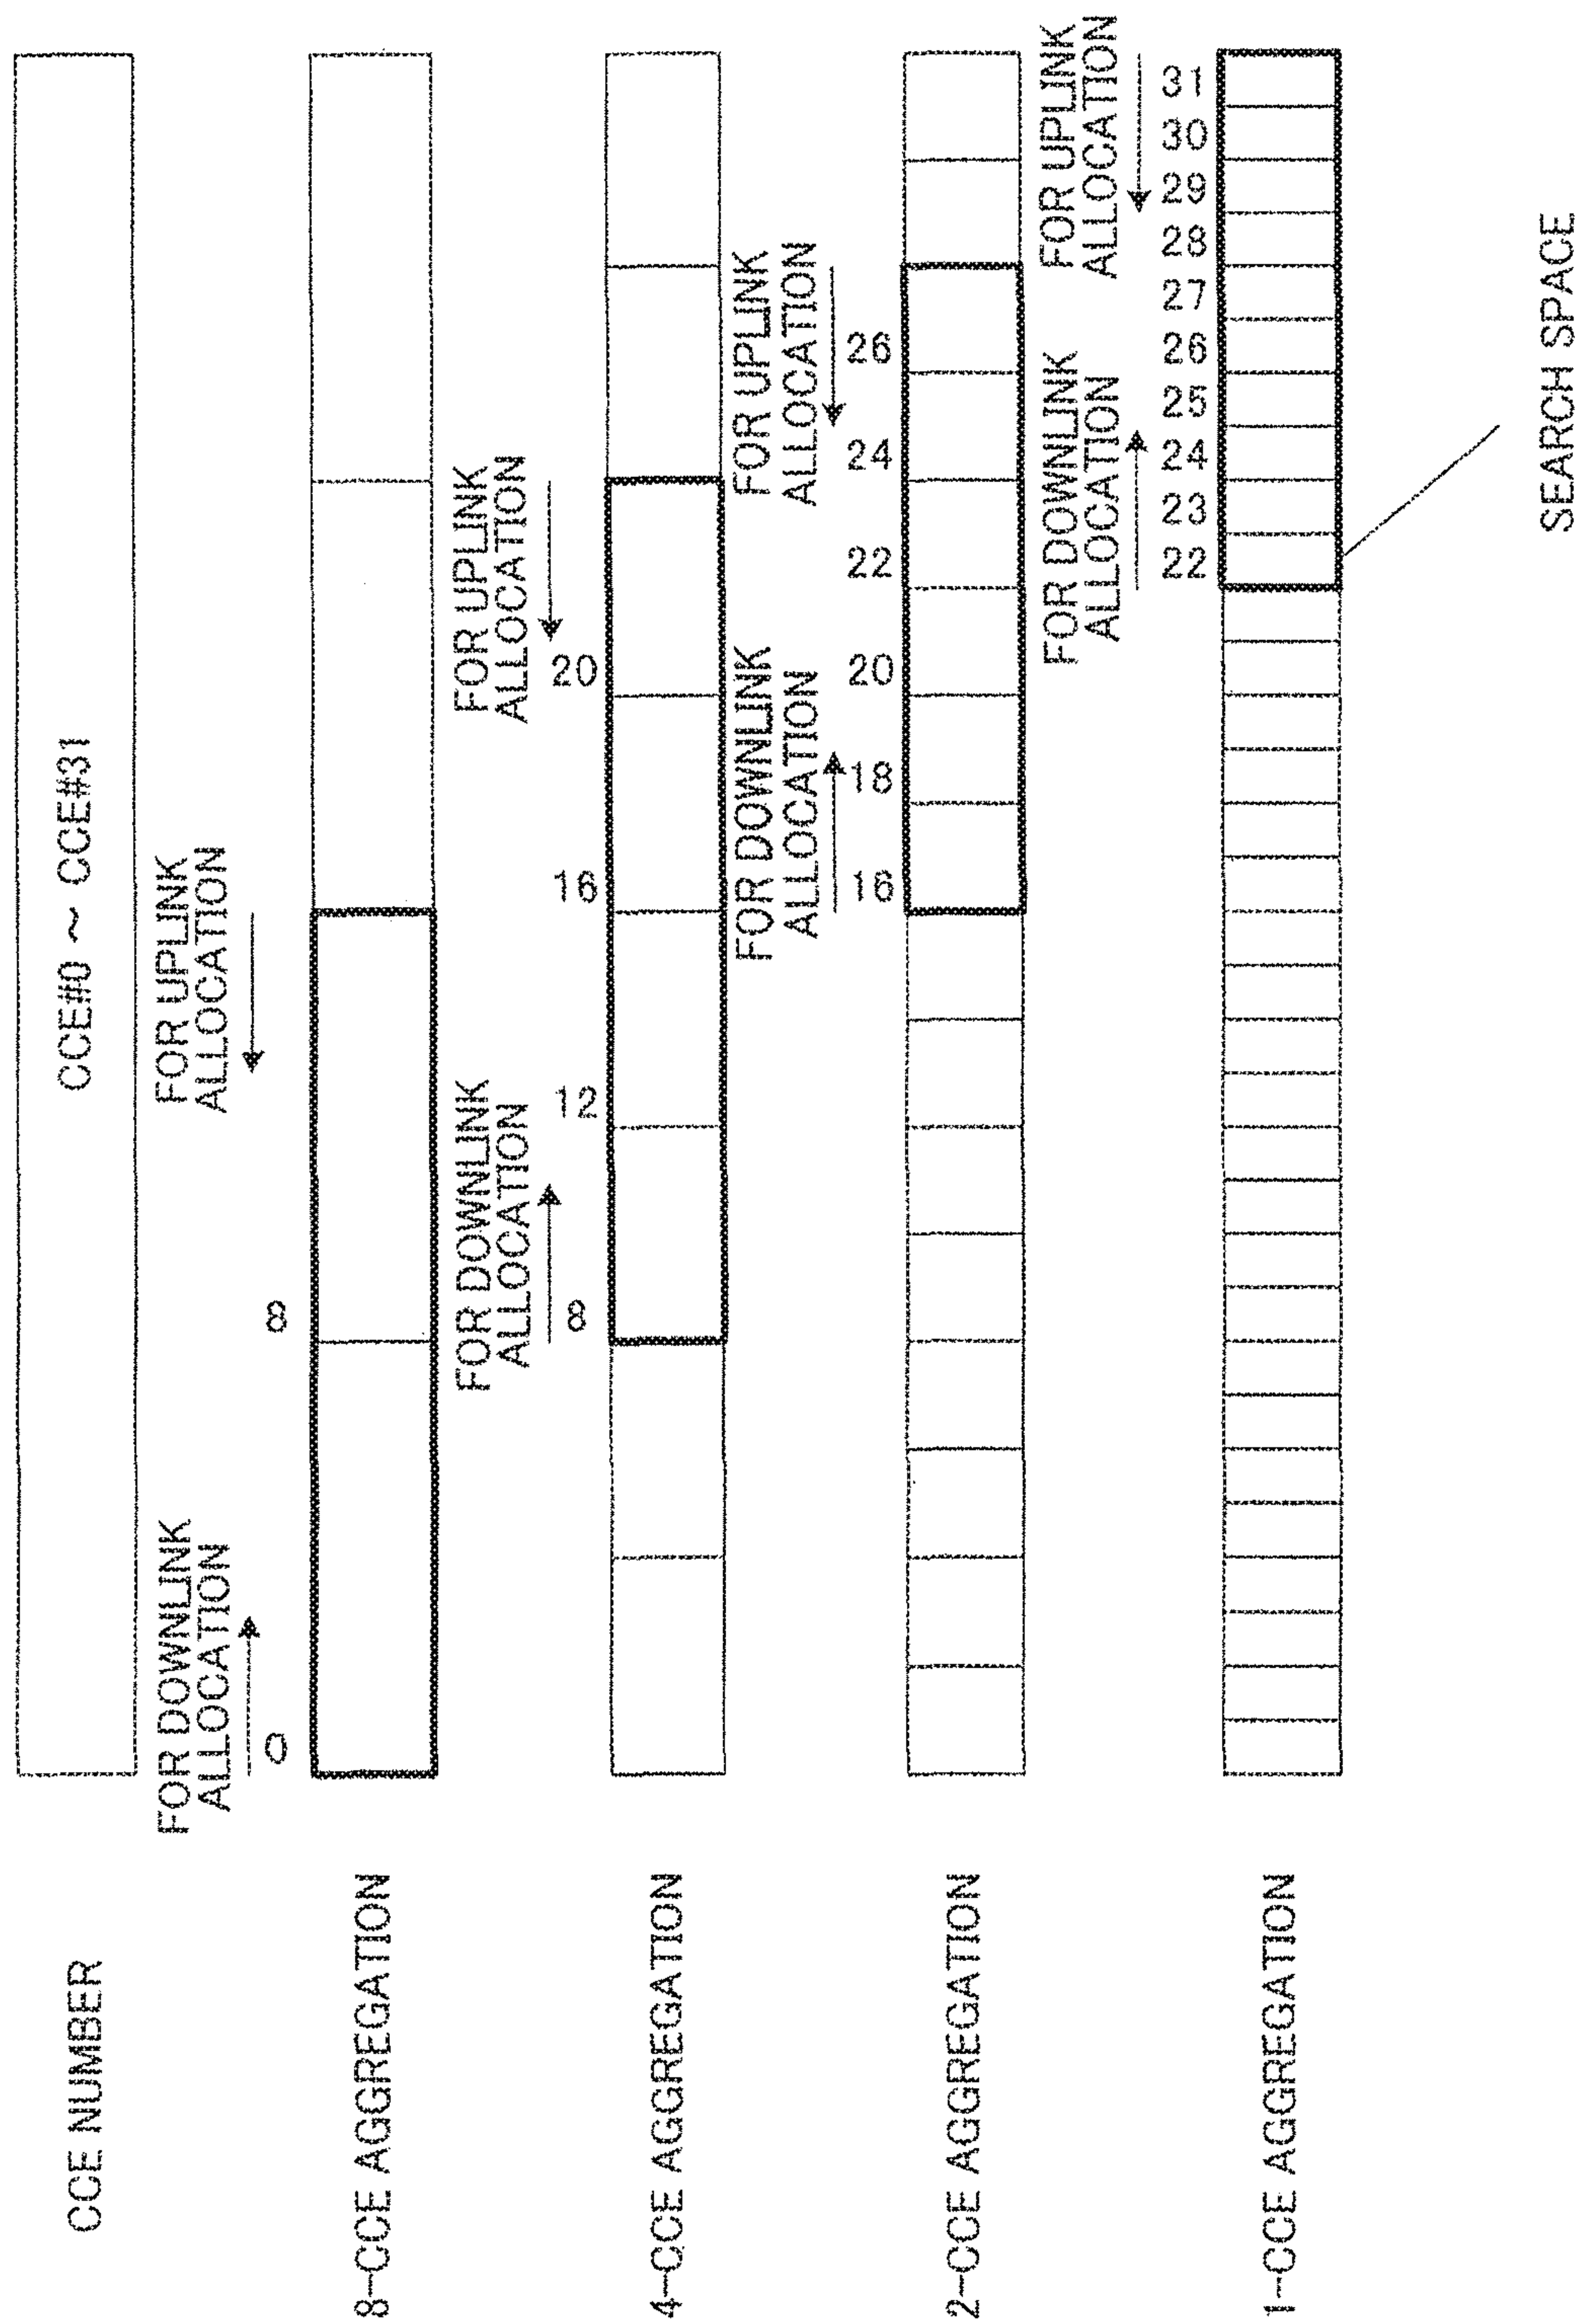 CCE NUMBER
CCE#0 ~ CCE#31
FOR DOWNLINK
ALLOCATION
FOR UPLINK
ALLOCATION
0
8
8-CCE AGGREGATION
FOR DOWNLINK
ALLOCATION
FOR UPLINK
ALLOCATION
8
12
16
20
4-CCE AGGREGATION
FOR DOWNLINK
ALLOCATION
FOR UPLINK
ALLOCATION
16
18
20
22
24
26
2-CCE AGGREGATION
FOR DOWNLINK
ALLOCATION
FOR UPLINK
ALLOCATION
22
23
24
25
26
27
28
29
30
31
1-CCE AGGREGATION
SEARCH SPACE